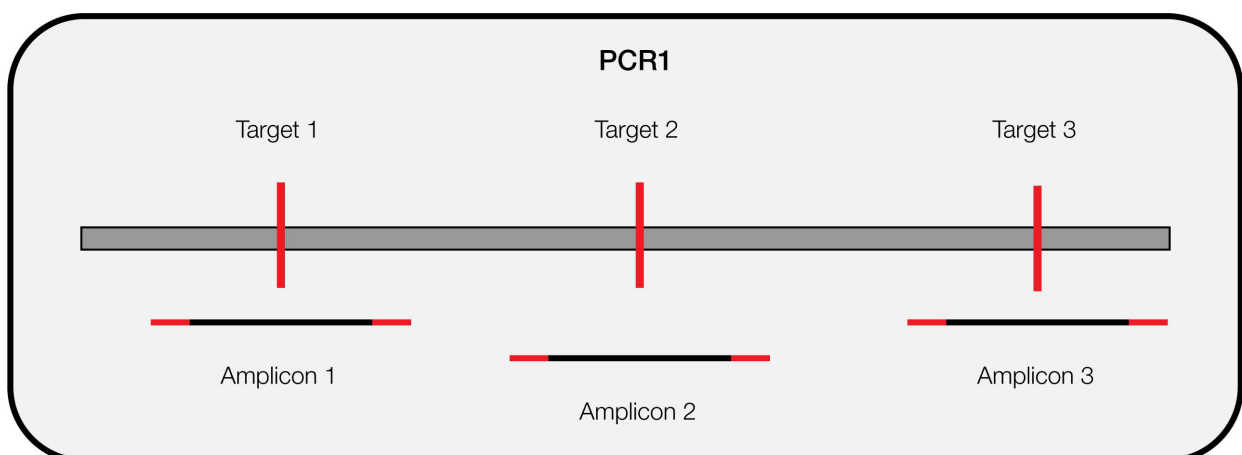 PCR1
Target 1
Target 2
Target 3
Amplicon 1
Amplicon 3
Amplicon 2